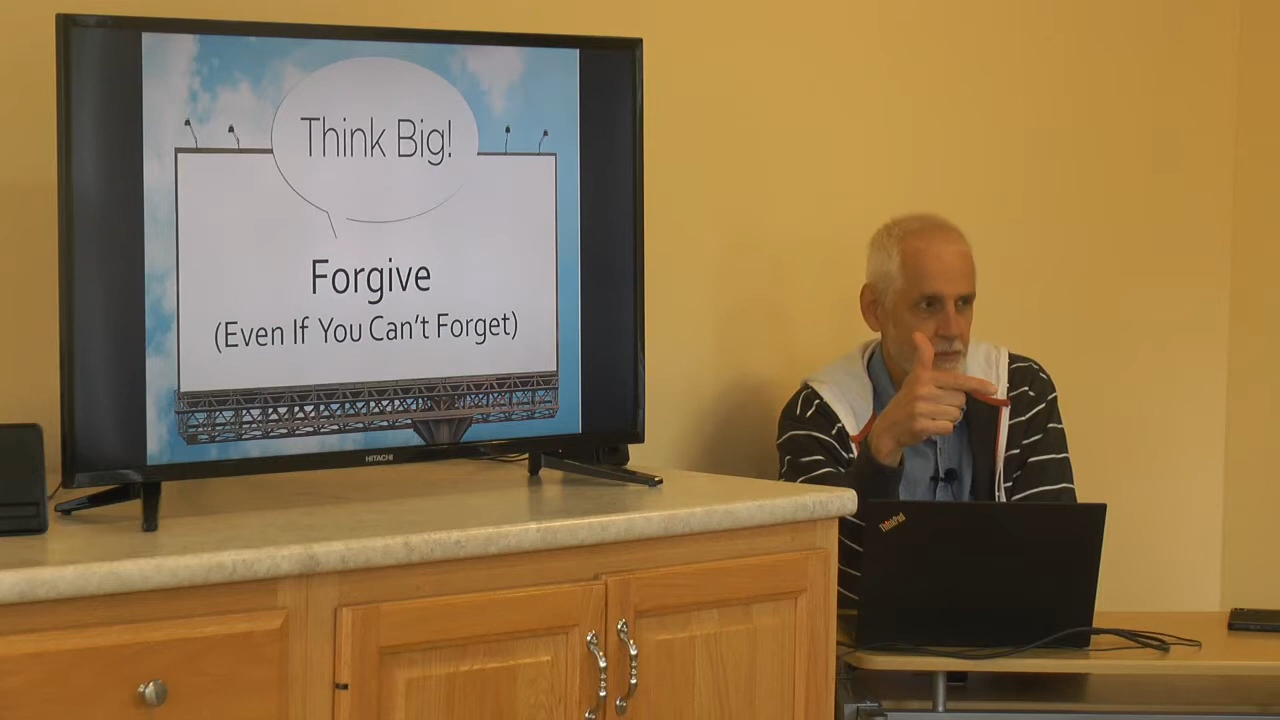 Think Big!
Forgive
(Even If You Can't Forget)
HITACHI
ThinkPad